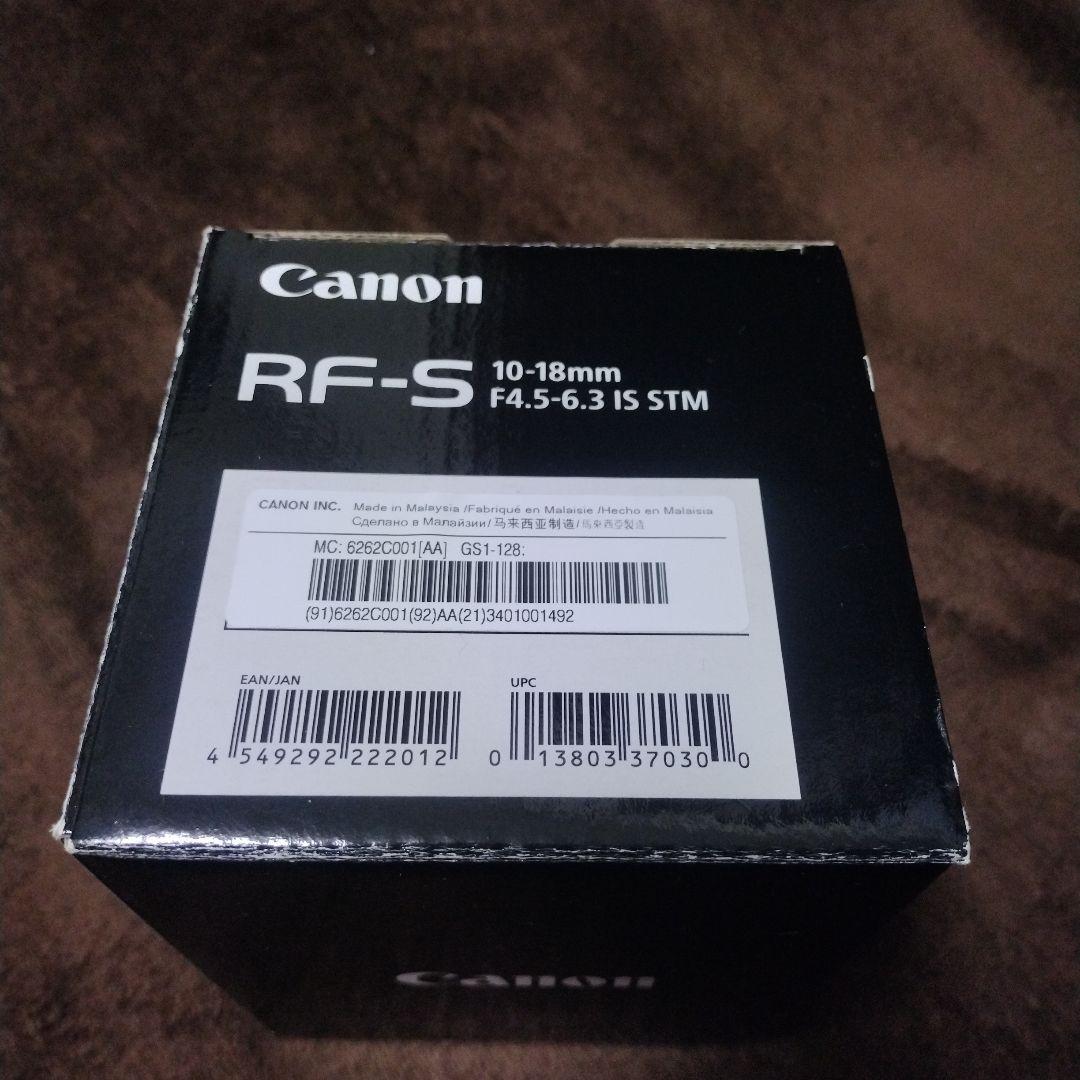 Canon
RF-S 10-18mm
F4.5-6.3 IS STM
CANON INC. Made in Malaysia /Fabriqué en Malaisie /Hecho en Malaisia
Сделано в Малайзии/ 马来西亚制造/ 馬來西亞製造
MC: 6262C001[AA] GS1-128:
(91)6262C001(92)AA(21)3401001492
EAN/JAN
4 549292 222012
UPC
0 13803 37030 0
Canon